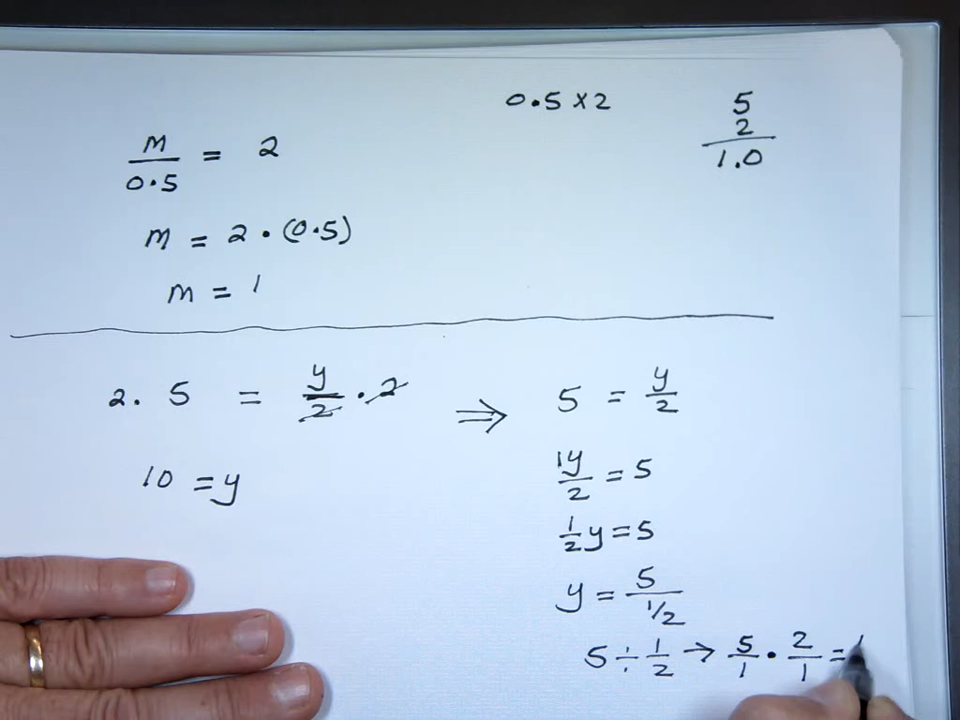 0.5 × 2
5
2
1.0
m/0.5 = 2
m = 2 · (0.5)
m = 1
2 · 5 = y/2 · 2 ⇒ 5 = y/2
10 = y
1y/2 = 5
1/2 y = 5
y = 5/(1/2)
5 ÷ 1/2 → 5/1 · 2/1 =